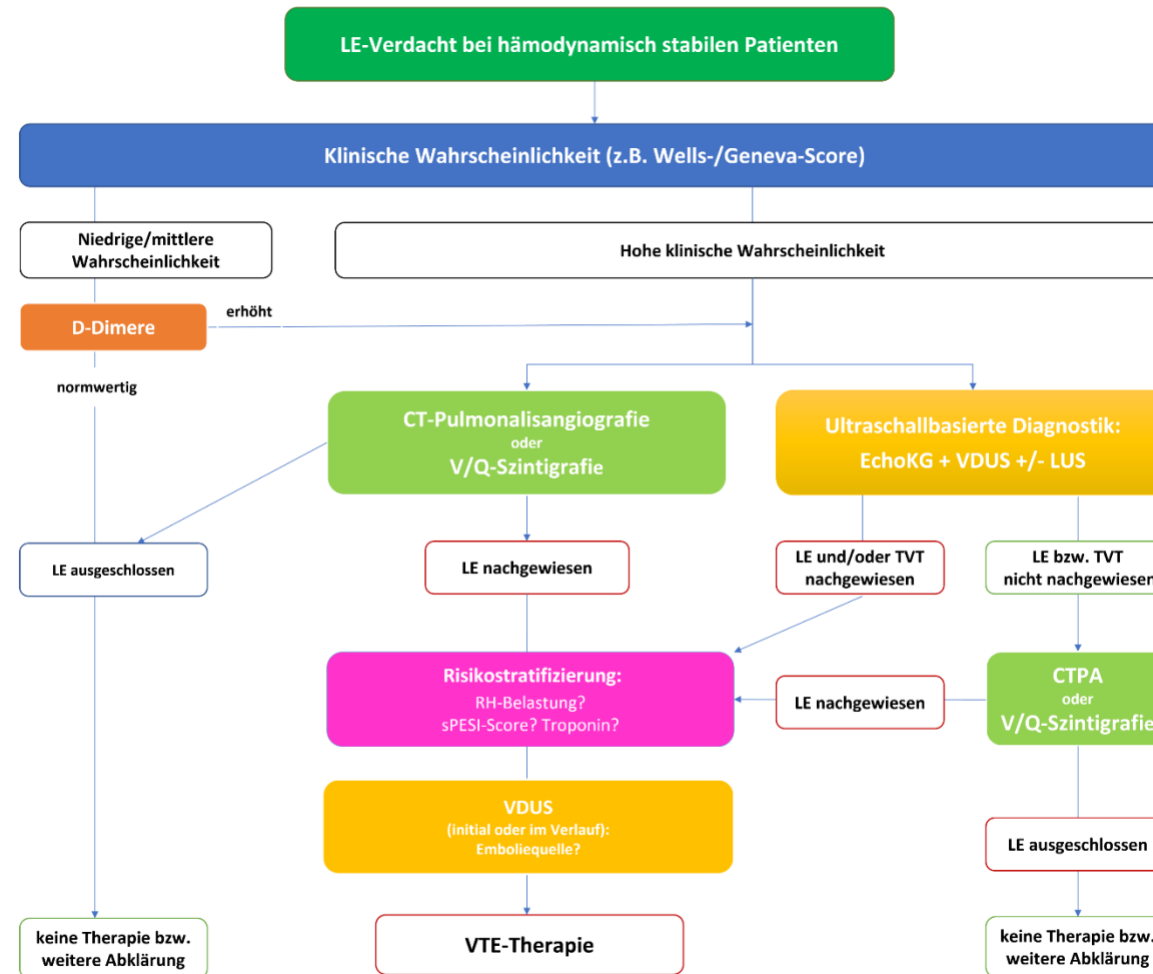 LE-Verdacht bei hämodynamisch stabilen Patienten
Klinische Wahrscheinlichkeit (z.B. Wells-/Geneva-Score)
Niedrige/mittlere
Wahrscheinlichkeit
Hohe klinische Wahrscheinlichkeit
D-Dimere
erhöht
normwertig
CT-Pulmonalisangiografie
oder
V/Q-Szintigrafie
Ultraschallbasierte Diagnostik:
EchoKG + VDUS +/- LUS
LE ausgeschlossen
LE nachgewiesen
LE und/oder TVT
nachgewiesen
LE bzw. TVT
nicht nachgewiesen
Risikostratifizierung:
RH-Belastung?
sPESI-Score? Troponin?
LE nachgewiesen
CTPA
oder
V/Q-Szintigrafie
VDUS
(initial oder im Verlauf):
Emboliequelle?
LE ausgeschlossen
keine Therapie bzw.
weitere Abklärung
VTE-Therapie
keine Therapie bzw.
weitere Abklärung